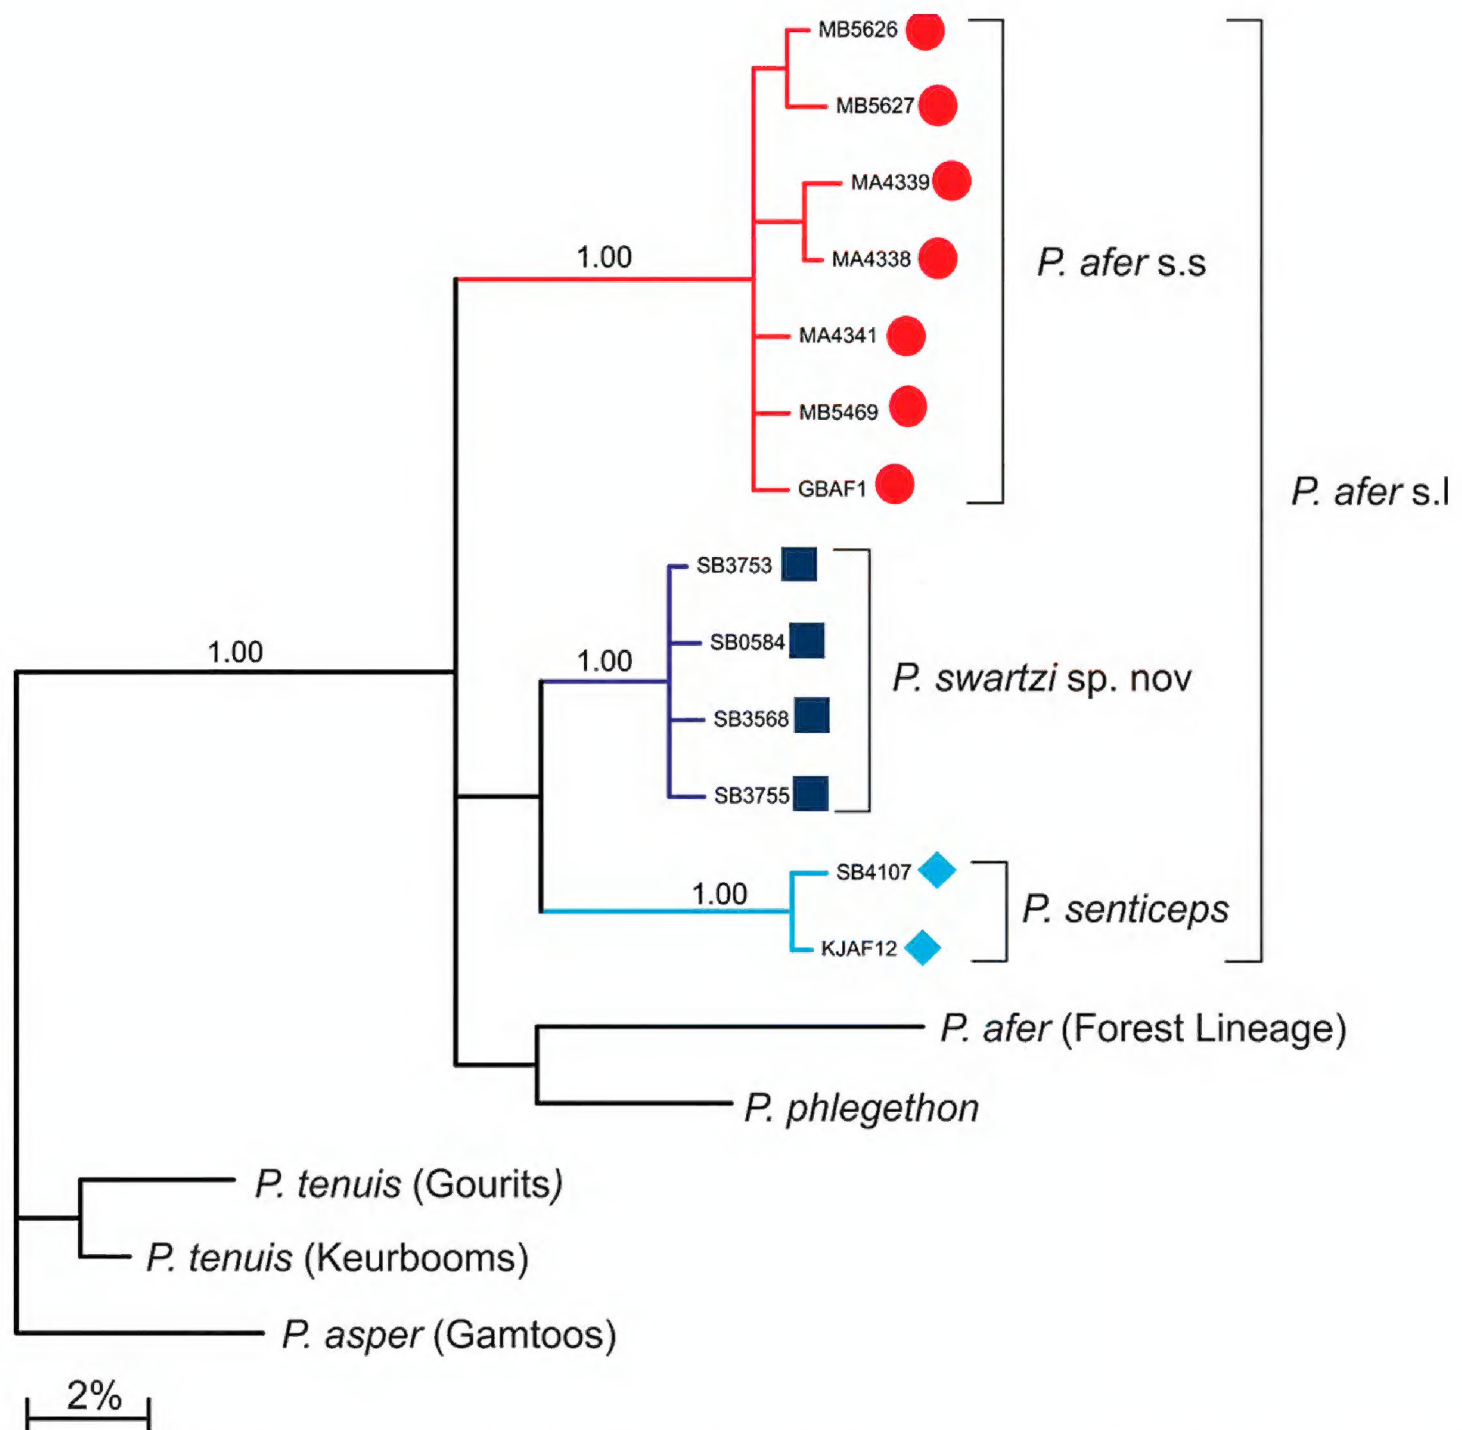 MB5626
MB5627
MA4339
MA4338
1.00
P. afer s.s
MA4341
MB5469
GBAF1
P. afer s.l
SB3753
SB0584
1.00
1.00
P. swartzi sp. nov
SB3568
SB3755
SB4107
1.00
P. senticeps
KJAF12
P. afer (Forest Lineage)
P. phlegethon
P. tenuis (Gourits)
P. tenuis (Keurbooms)
P. asper (Gamtoos)
2%